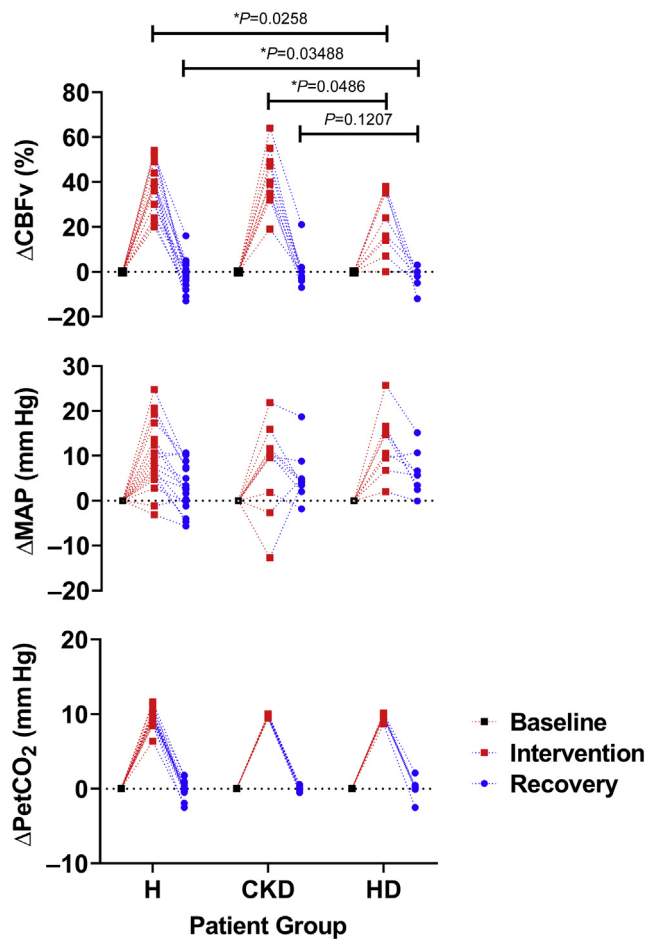 *P=0.0258
*P=0.03488
*P=0.0486
P=0.1207
ΔCBFv (%)
80
60
40
20
0
–20
ΔMAP (mm Hg)
30
20
10
0
–10
–20
ΔPetCO₂ (mm Hg)
20
10
0
–10
H CKD HD
Patient Group
Baseline
Intervention
Recovery